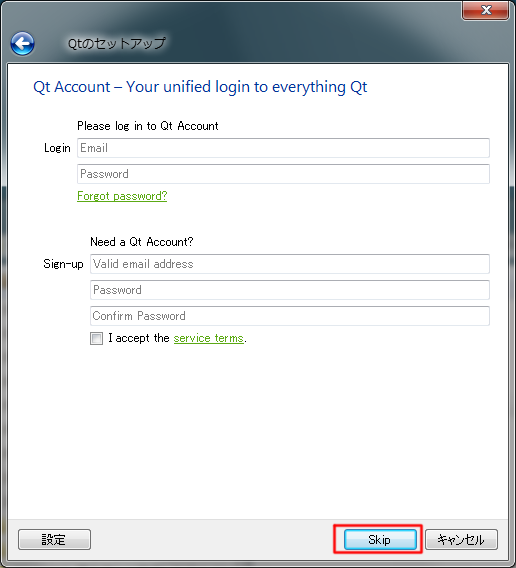 Qtのセットアップ
Qt Account – Your unified login to everything Qt
Please log in to Qt Account
Login Email
Password
Forgot password?
Need a Qt Account?
Sign-up Valid email address
Password
Confirm Password
I accept the service terms.
設定 Skip キャンセル